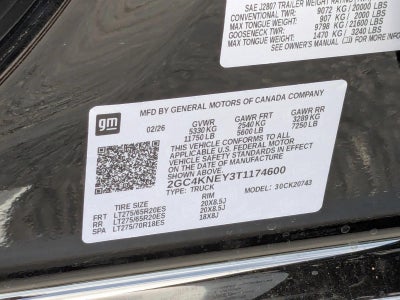 SAE J2807 TRAILER WEIGHT RATING
CONVENTIONAL TWR: 9072 KG / 20000 LBS
MAX TONGUE WEIGHT: 907 KG / 2000 LBS
GOOSENECK TWR: 9798 KG / 21600 LBS
MAX TONGUE WEIGHT: 1470 KG / 3240 LBS
SEE OWNER'S MANUAL FOR MORE INFO
gm
MFD BY GENERAL MOTORS OF CANADA COMPANY
02/26 GVWR GAWR FRT GAWR RR
5330 KG 2540 KG 3289 KG
11750 LB 5600 LB 7250 LB
THIS VEHICLE CONFORMS TO ALL
APPLICABLE U.S. FEDERAL MOTOR
VEHICLE SAFETY STANDARDS IN EFFECT
ON THE DATE OF MANUFACTURE
SHOWN ABOVE.
2GC4KNEY3T1174600
TYPE: TRUCK MODEL: 30CK20743
TIRE SIZE RIM
FRT LT275/65R20ES 20X8.5J
RR LT275/65R20ES 20X8.5J
SPA LT275/70R18ES 18X8J